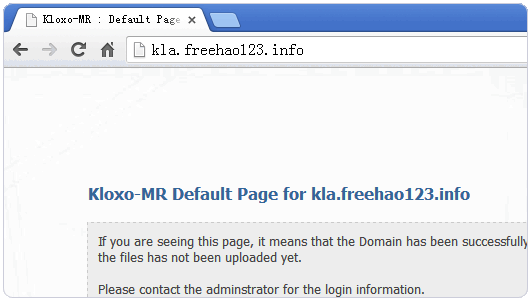 Kloxo-MR : Default Page
kla.freehao123.info
Kloxo-MR Default Page for kla.freehao123.info
If you are seeing this page, it means that the Domain has been successfully
the files has not been uploaded yet.
Please contact the adminstrator for the login information.